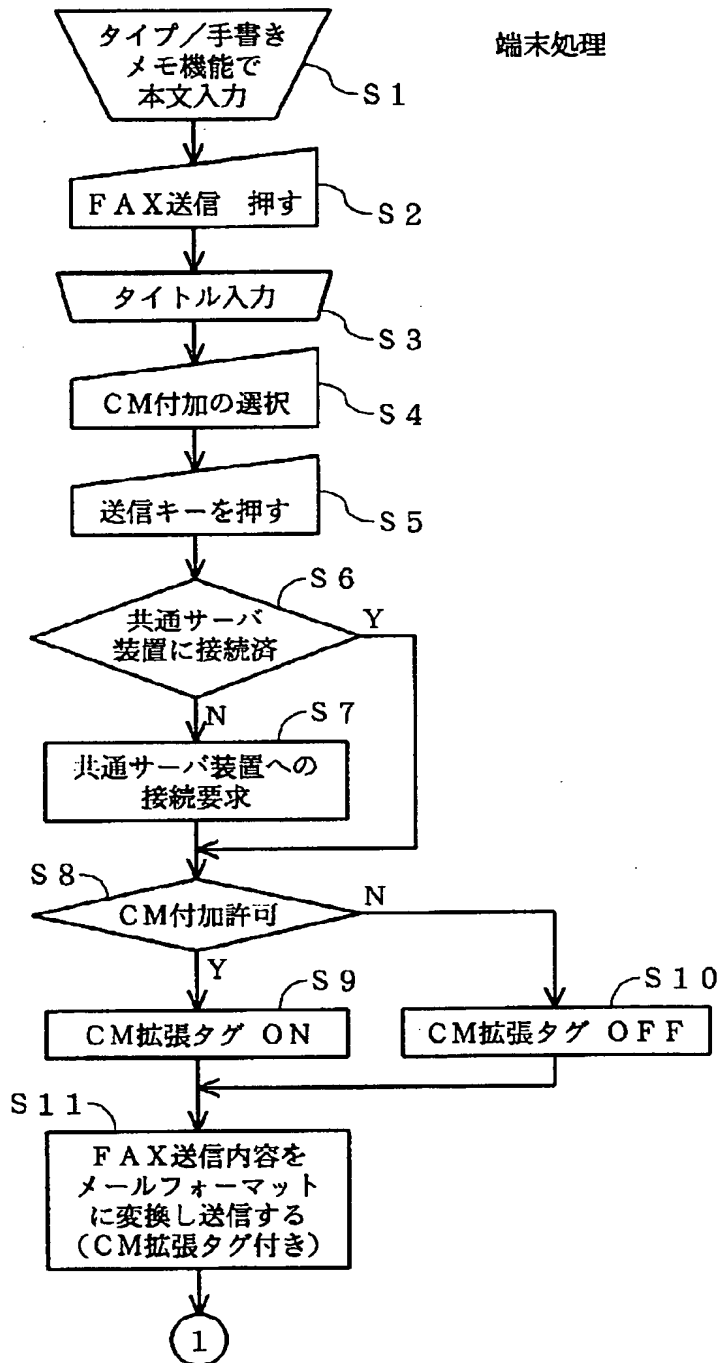 端末処理
タイプ／手書き
メモ機能で
本文入力
Ｓ１
ＦＡＸ送信　押す
Ｓ２
タイトル入力
Ｓ３
ＣＭ付加の選択
Ｓ４
送信キーを押す
Ｓ５
Ｓ６
共通サーバ
装置に接続済
Ｙ
Ｎ
Ｓ７
共通サーバ装置への
接続要求
Ｓ８
ＣＭ付加許可
Ｎ
Ｙ
Ｓ９
ＣＭ拡張タグ ＯＮ
Ｓ１０
ＣＭ拡張タグ ＯＦＦ
Ｓ１１
ＦＡＸ送信内容を
メールフォーマット
に変換し送信する
（ＣＭ拡張タグ付き）
１